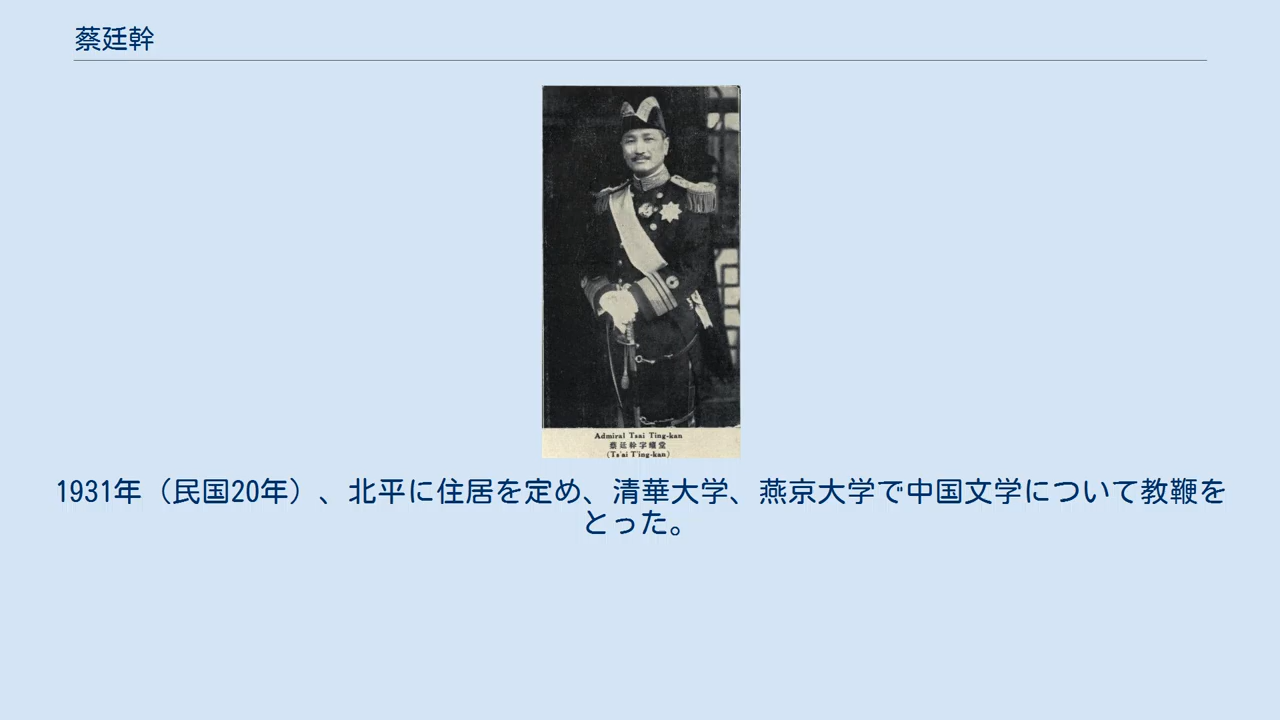 蔡廷幹
Admiral Tsai Ting-kan
蔡廷幹字耀堂
(Ts'ai T'ing-kan)
1931年（民国20年）、北平に住居を定め、清華大学、燕京大学で中国文学について教鞭を
とった。